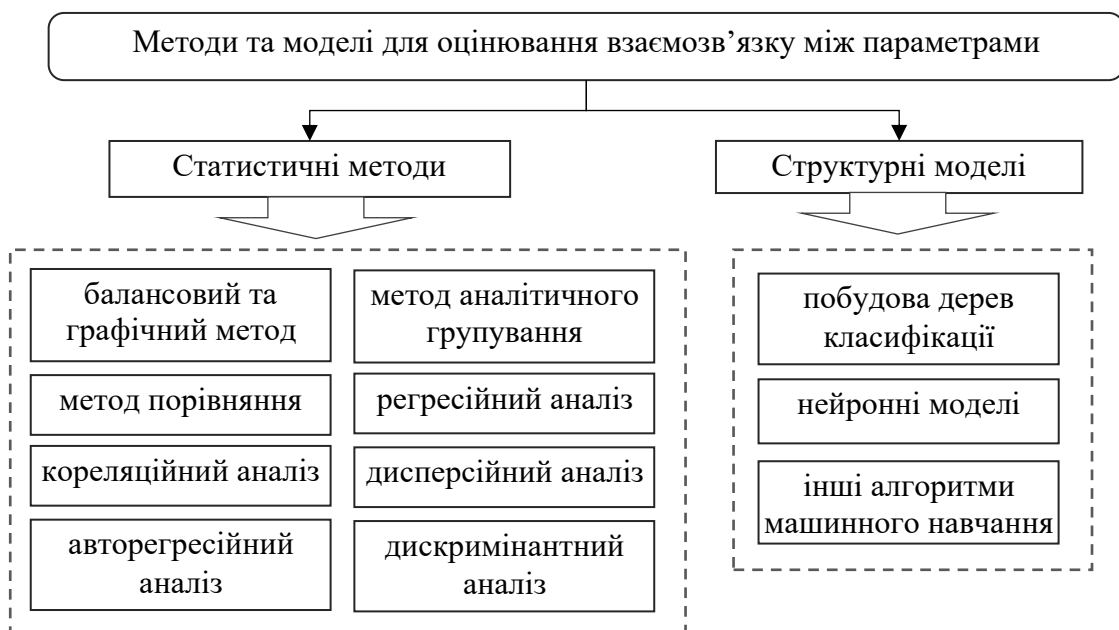 Методи та моделі для оцінювання взаємозв’язку між параметрами
Статистичні методи
Структурні моделі
балансовий та
графічний метод
метод аналітичного
групування
метод порівняння
регресійний аналіз
кореляційний аналіз
дисперсійний аналіз
авторегресійний
аналіз
дискримінантний
аналіз
побудова дерев
класифікації
нейронні моделі
інші алгоритми
машинного навчання